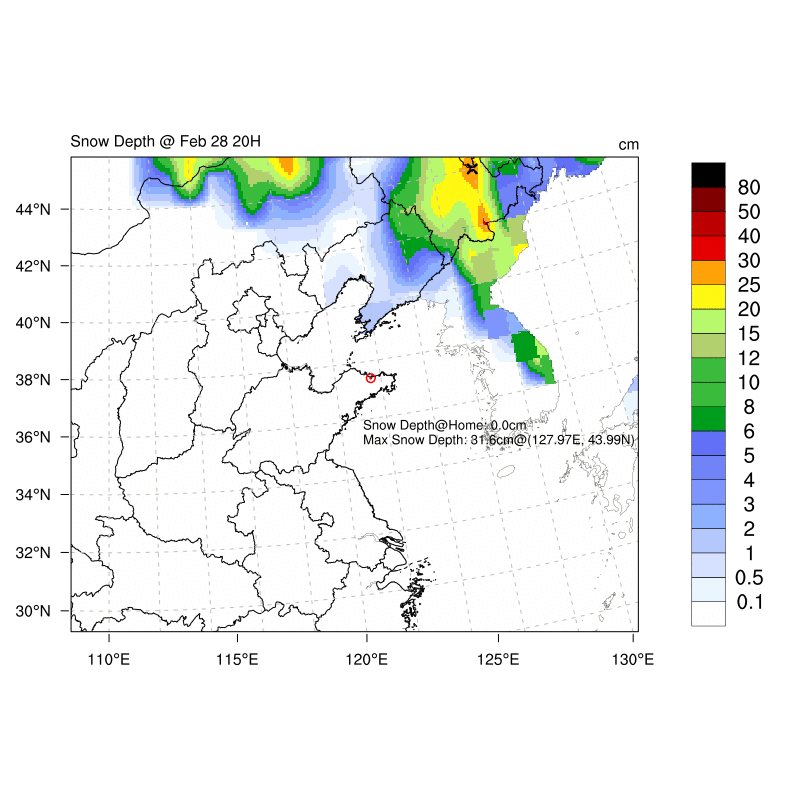 Snow Depth @ Feb 28 20H
cm
44°N
42°N
40°N
38°N
36°N
34°N
32°N
30°N
110°E
115°E
120°E
125°E
130°E
Snow Depth@Home: 0.0cm
Max Snow Depth: 31.6cm@(127.97E, 43.99N)
80
50
40
30
25
20
15
12
10
8
6
5
4
3
2
1
0.5
0.1